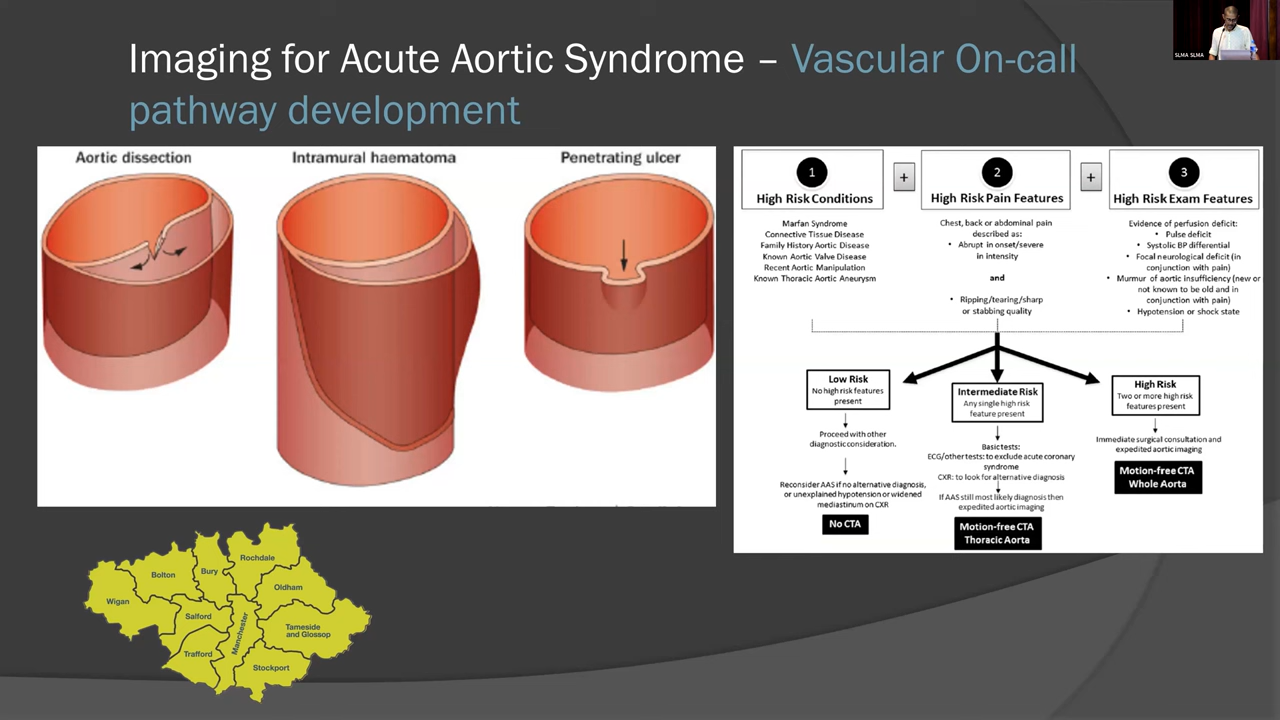 Imaging for Acute Aortic Syndrome – Vascular On-call
pathway development
SLMA SLMA
Aortic dissection
Intramural haematoma
Penetrating ulcer
1
High Risk Conditions
Marfan Syndrome
Connective Tissue Disease
Family History Aortic Disease
Known Aortic Valve Disease
Recent Aortic Manipulation
Known Thoracic Aortic Aneurysm
+
2
High Risk Pain Features
Chest, back or abdominal pain
described as:
• Abrupt in onset/severe
in intensity
and
• Ripping/tearing/sharp
or stabbing quality
+
3
High Risk Exam Features
Evidence of perfusion deficit:
• Pulse deficit
• Systolic BP differential
• Focal neurological deficit (in
conjunction with pain)
• Murmur of aortic insufficiency (new or
not known to be old and in
conjunction with pain)
• Hypotension or shock state
Low Risk
No high risk features
present
Proceed with other
diagnostic consideration.
Reconsider AAS if no alternative diagnosis,
or unexplained hypotension or widened
mediastinum on CXR
No CTA
Intermediate Risk
Any single high risk
feature present
Basic tests:
ECG/other tests: to exclude acute coronary
syndrome
CXR: to look for alternative diagnosis
If AAS still most likely diagnosis then
expedited aortic imaging
Motion-free CTA
Thoracic Aorta
High Risk
Two or more high risk
features present
Immediate surgical consultation and
expedited aortic imaging
Motion-free CTA
Whole Aorta
Wigan
Bolton
Bury
Rochdale
Oldham
Salford
Manchester
Tameside
and Glossop
Trafford
Stockport